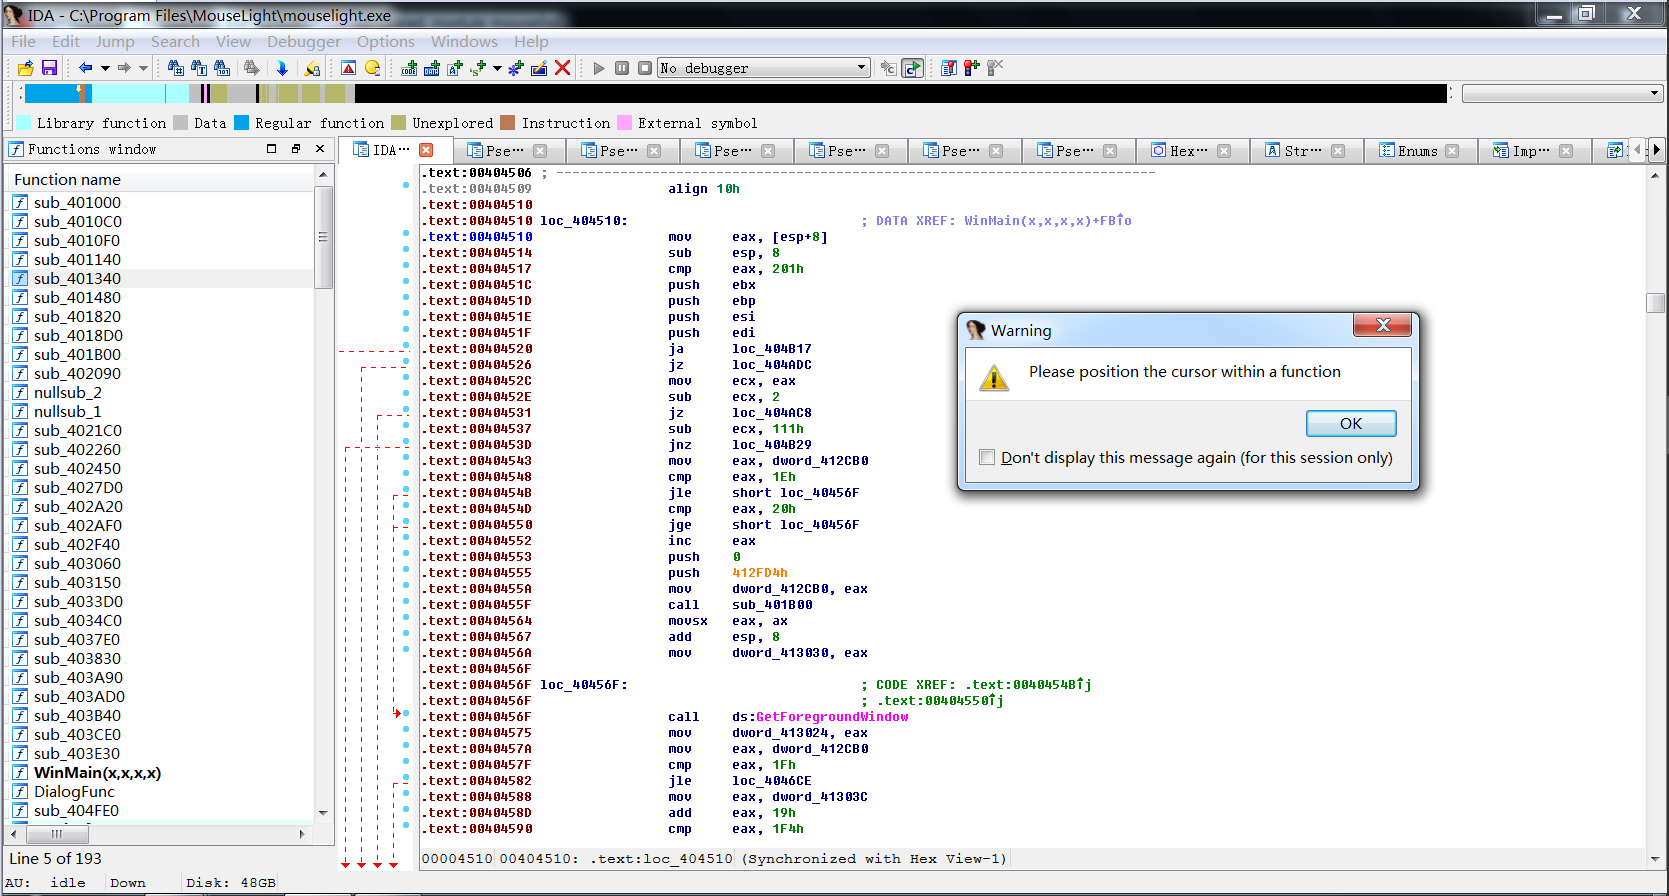 IDA - C:\Program Files\MouseLight\mouselight.exe
File Edit Jump Search View Debugger Options Windows Help
No debugger
Library function Data Regular function Unexplored Instruction External symbol
Functions window
IDA··· Pse··· Pse··· Pse··· Pse··· Pse··· Pse··· Hex··· Str··· Enums Imp···
Function name
sub_401000
sub_4010C0
sub_4010F0
sub_401140
sub_401340
sub_401480
sub_401820
sub_4018D0
sub_401B00
sub_402090
nullsub_2
nullsub_1
sub_4021C0
sub_402260
sub_402450
sub_4027D0
sub_402A20
sub_402AF0
sub_402F40
sub_403060
sub_403150
sub_4033D0
sub_4034C0
sub_4037E0
sub_403830
sub_403A90
sub_403AD0
sub_403B40
sub_403CE0
sub_403E30
WinMain(x,x,x,x)
DialogFunc
sub_404FE0
Line 5 of 193
.text:00404506 ; ---------------------------------------------------------------------------
.text:00404509 align 10h
.text:00404510
.text:00404510 loc_404510: ; DATA XREF: WinMain(x,x,x,x)+FB↑o
.text:00404510 mov eax, [esp+8]
.text:00404514 sub esp, 8
.text:00404517 cmp eax, 201h
.text:0040451C push ebx
.text:0040451D push ebp
.text:0040451E push esi
.text:0040451F push edi
.text:00404520 ja loc_404B17
.text:00404526 jz loc_404ADC
.text:0040452C mov ecx, eax
.text:0040452E sub ecx, 2
.text:00404531 jz loc_404AC8
.text:00404537 sub ecx, 111h
.text:0040453D jnz loc_404B29
.text:00404543 mov eax, dword_412CB0
.text:00404548 cmp eax, 1Eh
.text:0040454B jle short loc_40456F
.text:0040454D cmp eax, 20h
.text:00404550 jge short loc_40456F
.text:00404552 inc eax
.text:00404553 push 0
.text:00404555 push 412FD4h
.text:0040455A mov dword_412CB0, eax
.text:0040455F call sub_401B00
.text:00404564 movsx eax, ax
.text:00404567 add esp, 8
.text:0040456A mov dword_413030, eax
.text:0040456F
.text:0040456F loc_40456F: ; CODE XREF: .text:0040454B↑j
.text:0040456F ; .text:00404550↑j
.text:0040456F call ds:GetForegroundWindow
.text:00404575 mov dword_413024, eax
.text:0040457A mov eax, dword_412CB0
.text:0040457F cmp eax, 1Fh
.text:00404582 jle loc_4046CE
.text:00404588 mov eax, dword_41303C
.text:0040458D add eax, 19h
.text:00404590 cmp eax, 1F4h
00004510 00404510: .text:loc_404510 (Synchronized with Hex View-1)
Warning
Please position the cursor within a function
OK
Don't display this message again (for this session only)
AU: idle Down Disk: 48GB